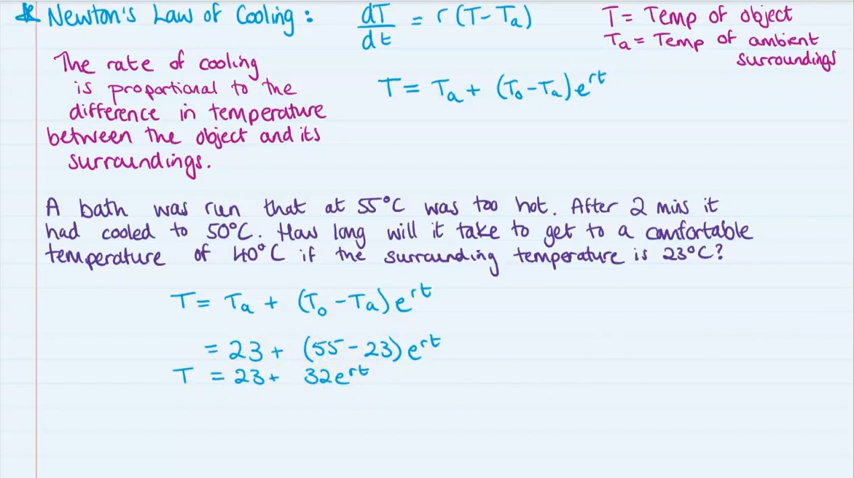 * Newton's Law of Cooling: dT/dt = r(T-Ta)
T = Temp of object
Ta = Temp of ambient
surroundings
The rate of cooling
is proportional to the
difference in temperature
between the object and its
surroundings.
T = Ta + (To-Ta)e^rt
A bath was run that at 55°C was too hot. After 2 mins it
had cooled to 50°C. How long will it take to get to a comfortable
temperature of 40°C if the surrounding temperature is 23°C?
T = Ta + (To-Ta)e^rt
= 23 + (55-23)e^rt
T = 23 + 32e^rt